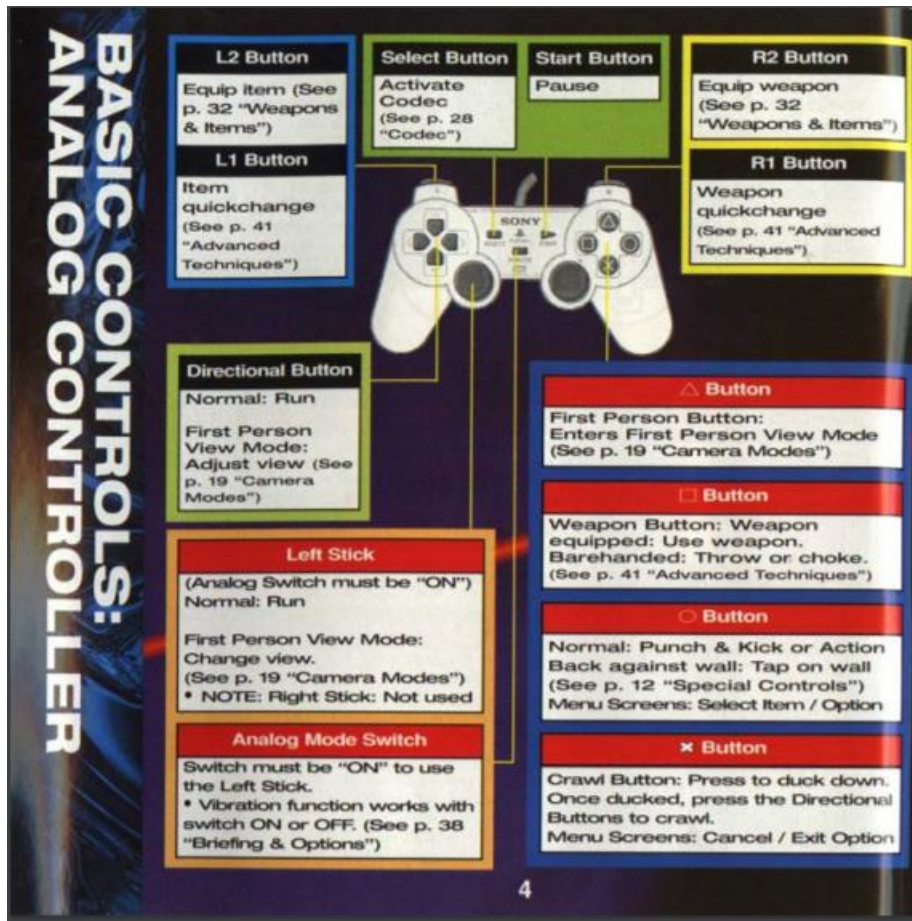 BASIC CONTROLS:
ANALOG CONTROLLER
L2 Button
Equip item (See
p. 32 “Weapons
& Items”)
L1 Button
Item
quickchange
(See p. 41
“Advanced
Techniques”)
Select Button
Activate
Codec
(See p. 28
“Codec”)
Start Button
Pause
R2 Button
Equip weapon
(See p. 32
“Weapons & Items”)
R1 Button
Weapon
quickchange
(See p. 41 “Advanced
Techniques”)
SONY
SELECT
START
Directional Button
Normal: Run
First Person
View Mode:
Adjust view (See
p. 19 “Camera
Modes”)
Left Stick
(Analog Switch must be “ON”)
Normal: Run
First Person View Mode:
Change view.
(See p. 19 “Camera Modes”)
• NOTE: Right Stick: Not used
Analog Mode Switch
Switch must be “ON” to use
the Left Stick.
• Vibration function works with
switch ON or OFF. (See p. 38
“Briefing & Options”)
△ Button
First Person Button:
Enters First Person View Mode
(See p. 19 “Camera Modes”)
□ Button
Weapon Button: Weapon
equipped: Use weapon.
Barehanded: Throw or choke.
(See p. 41 “Advanced Techniques”)
○ Button
Normal: Punch & Kick or Action
Back against wall: Tap on wall
(See p. 12 “Special Controls”)
Menu Screens: Select Item / Option
× Button
Crawl Button: Press to duck down.
Once ducked, press the Directional
Buttons to crawl.
Menu Screens: Cancel / Exit Option
4